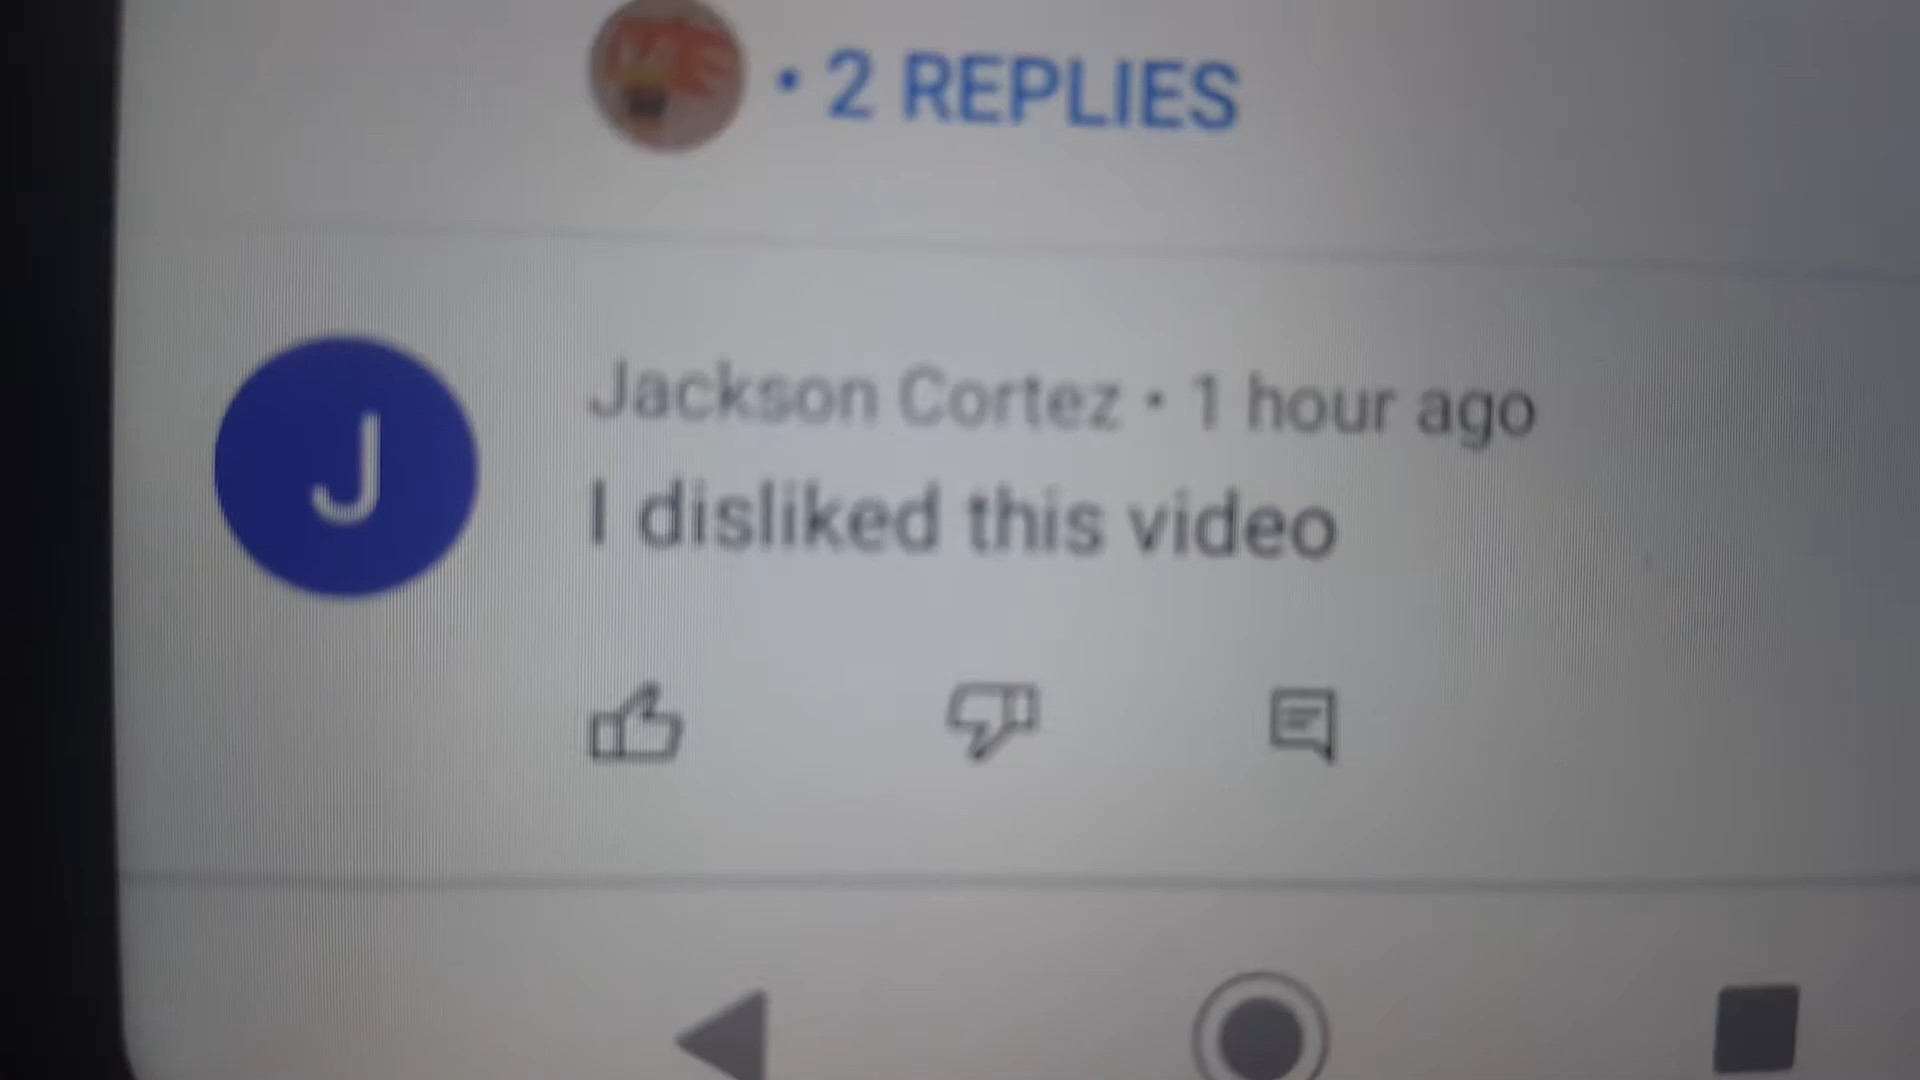 • 2 REPLIES
J
Jackson Cortez • 1 hour ago
I disliked this video